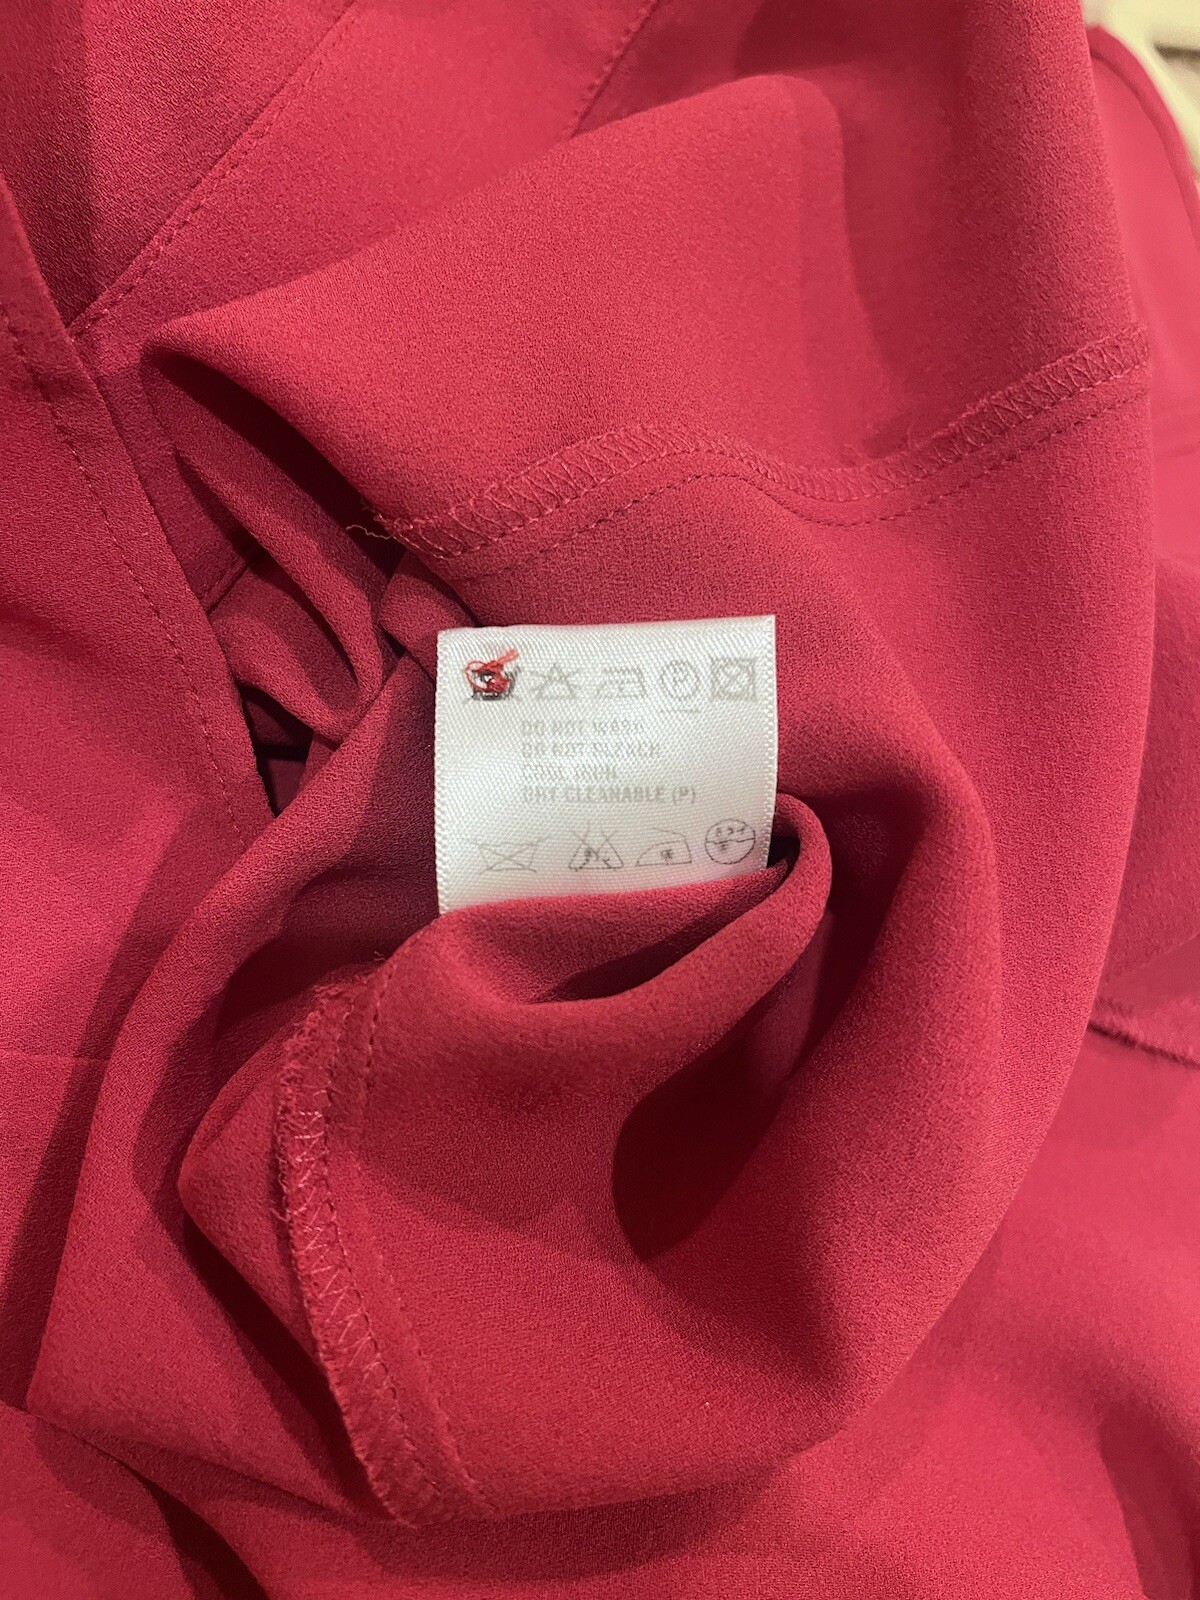 DO NOT WASH
DO NOT BLEACH
COOL IRON
DRY CLEANABLE (P)